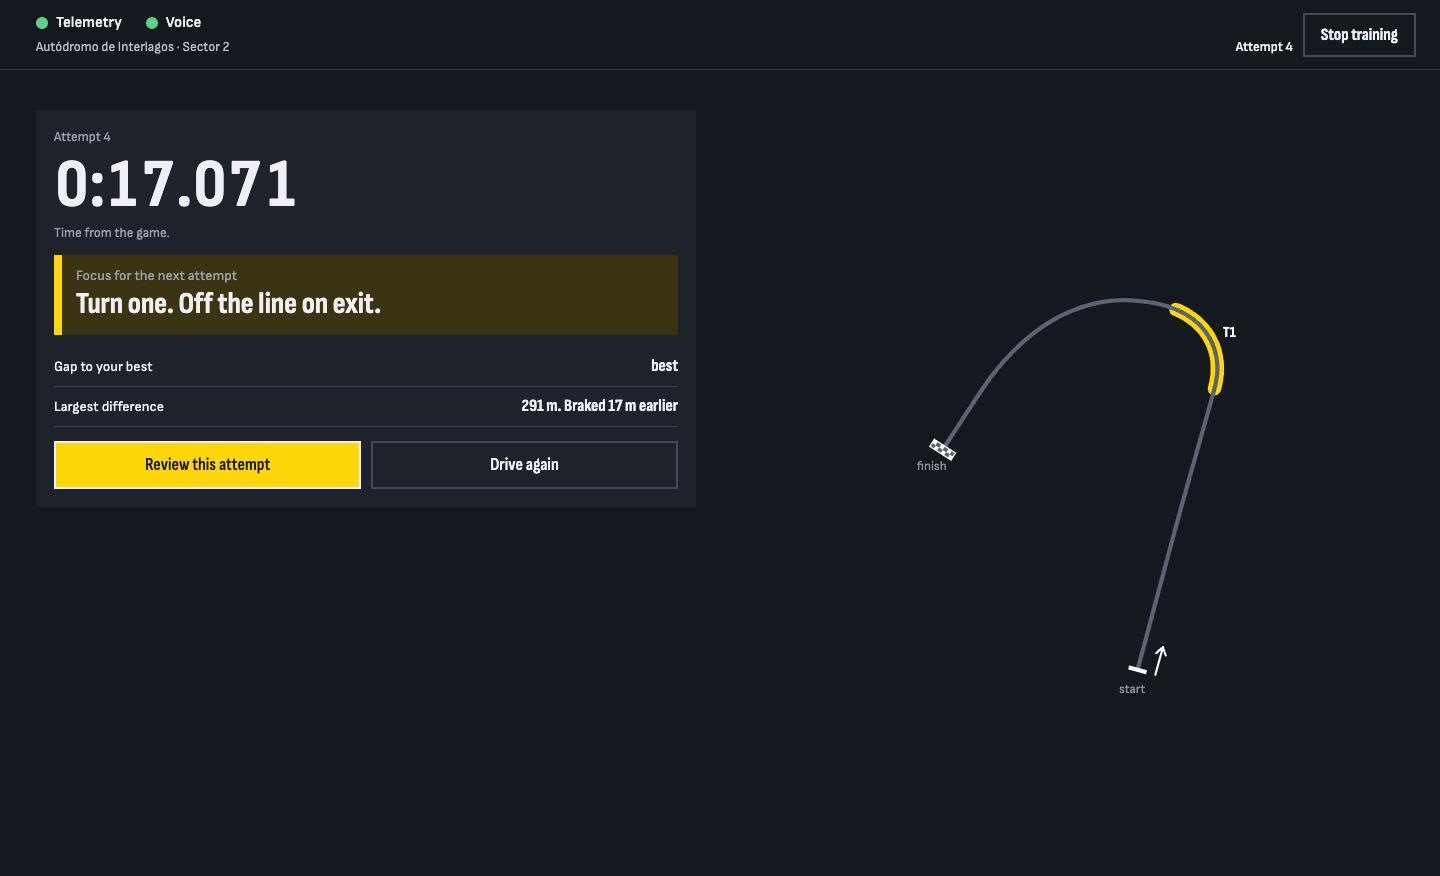 Telemetry Voice
Autódromo de Interlagos · Sector 2
Attempt 4
Stop training
Attempt 4
0:17.071
Time from the game.
Focus for the next attempt
Turn one. Off the line on exit.
Gap to your best best
Largest difference 291 m. Braked 17 m earlier
Review this attempt Drive again
T1
finish
start